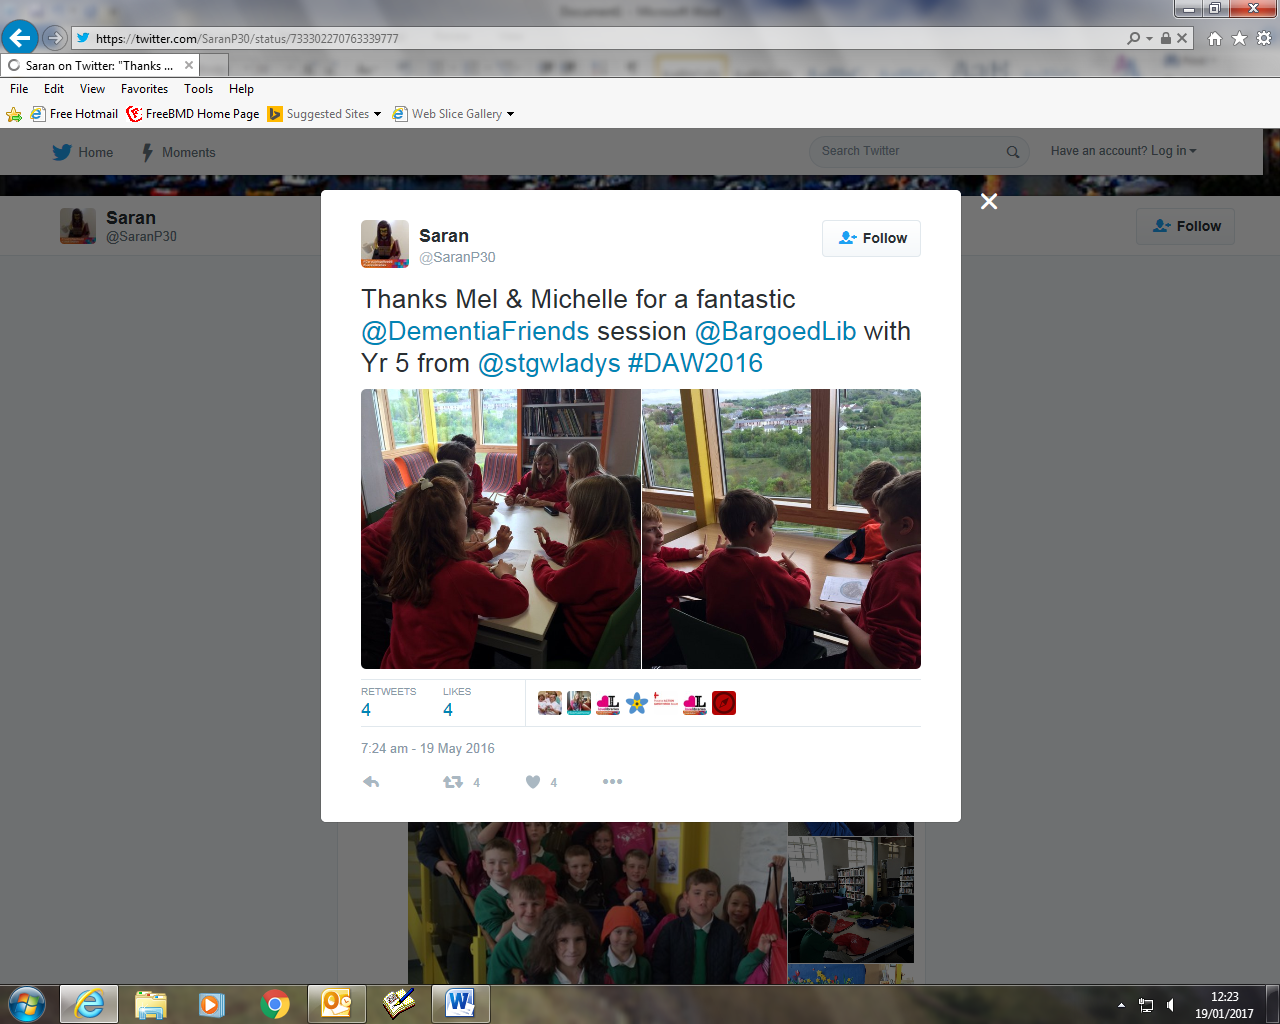 https://twitter.com/SaranP30/status/733302270763339777
Saran on Twitter: "Thanks ...
File Edit View Favorites Tools Help
Free Hotmail FreeBMD Home Page Suggested Sites Web Slice Gallery
Home Moments Search Twitter Have an account? Log in
Saran
@SaranP30
Follow
Saran
@SaranP30
Follow
Thanks Mel & Michelle for a fantastic
@DementiaFriends session @BargoedLib with
Yr 5 from @stgwladys #DAW2016
RETWEETS LIKES
4 4
7:24 am - 19 May 2016
4 4
12:23
19/01/2017